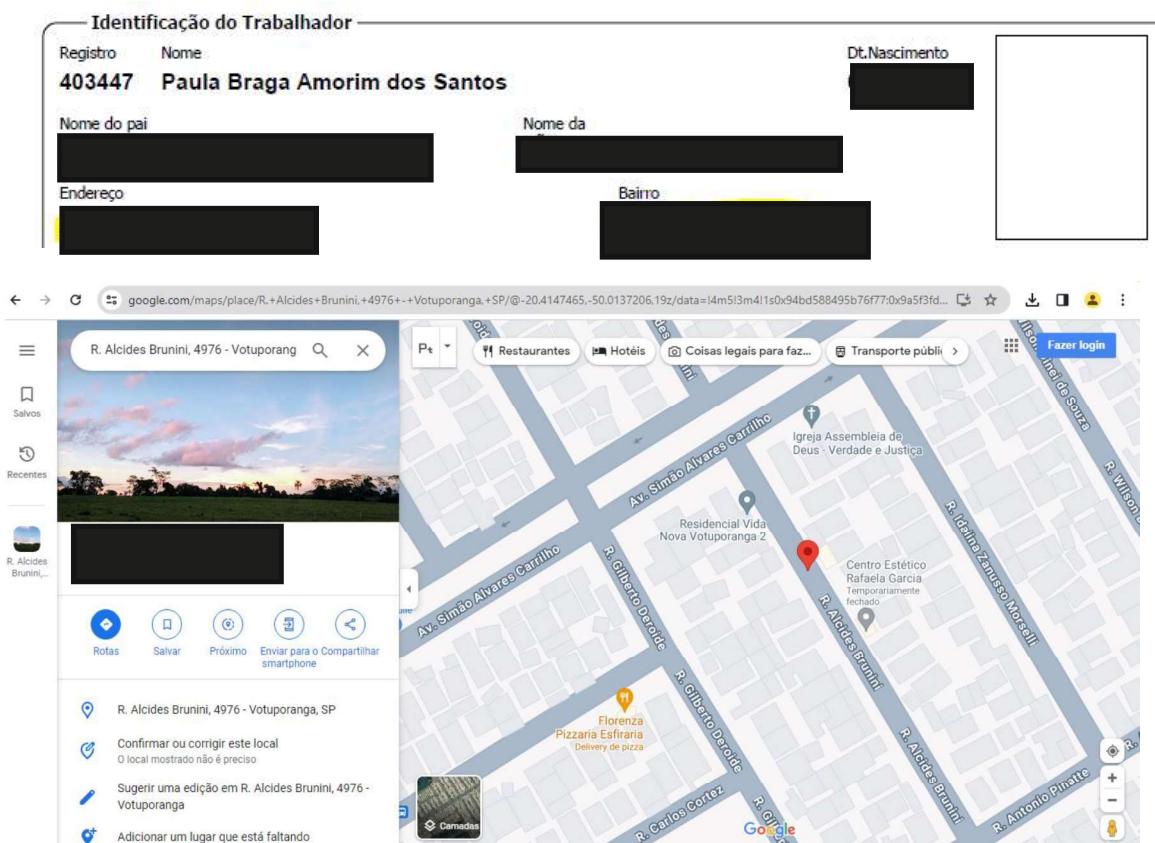 Identificação do Trabalhador
Registro Nome Dt.Nascimento
403447 Paula Braga Amorim dos Santos
Nome do pai Nome da
Endereço Bairro
google.com/maps/place/R.+Alcides+Brunini,+4976+-+Votuporanga,+SP/@-20.4147465,-50.0137206,19z/data=!4m5!3m4!1s0x94bd588495b76f77:0x9a5f3fd...
R. Alcides Brunini, 4976 - Votuporang
Restaurantes
Hotéis
Coisas legais para faz...
Transporte públi
Fazer login
Salvos
Recentes
R. Alcides
Brunini,...
Rotas
Salvar
Próximo
Enviar para o
smartphone
Compartilhar
R. Alcides Brunini, 4976 - Votuporanga, SP
Confirmar ou corrigir este local
O local mostrado não é preciso
Sugerir uma edição em R. Alcides Brunini, 4976 -
Votuporanga
Adicionar um lugar que está faltando
Igreja Assembleia de
Deus - Verdade e Justiça
Av. Simão Alvares Carrilho
Residencial Vida
Nova Votuporanga 2
Av. Simão Alvares Carrilho
R. Gilberto Deroide
Centro Estético
Rafaela Garcia
Temporariamente
fechado
R. Idalna Zanusso Morselli
R. Alcides Brunini
Florenza
Pizzaria Esfiraria
Delivery de pizza
R. Gilberto Deroide
R. Alcides Brunini
R. Carlos Cortez
R. Antonio Pinatte
Camadas
Google